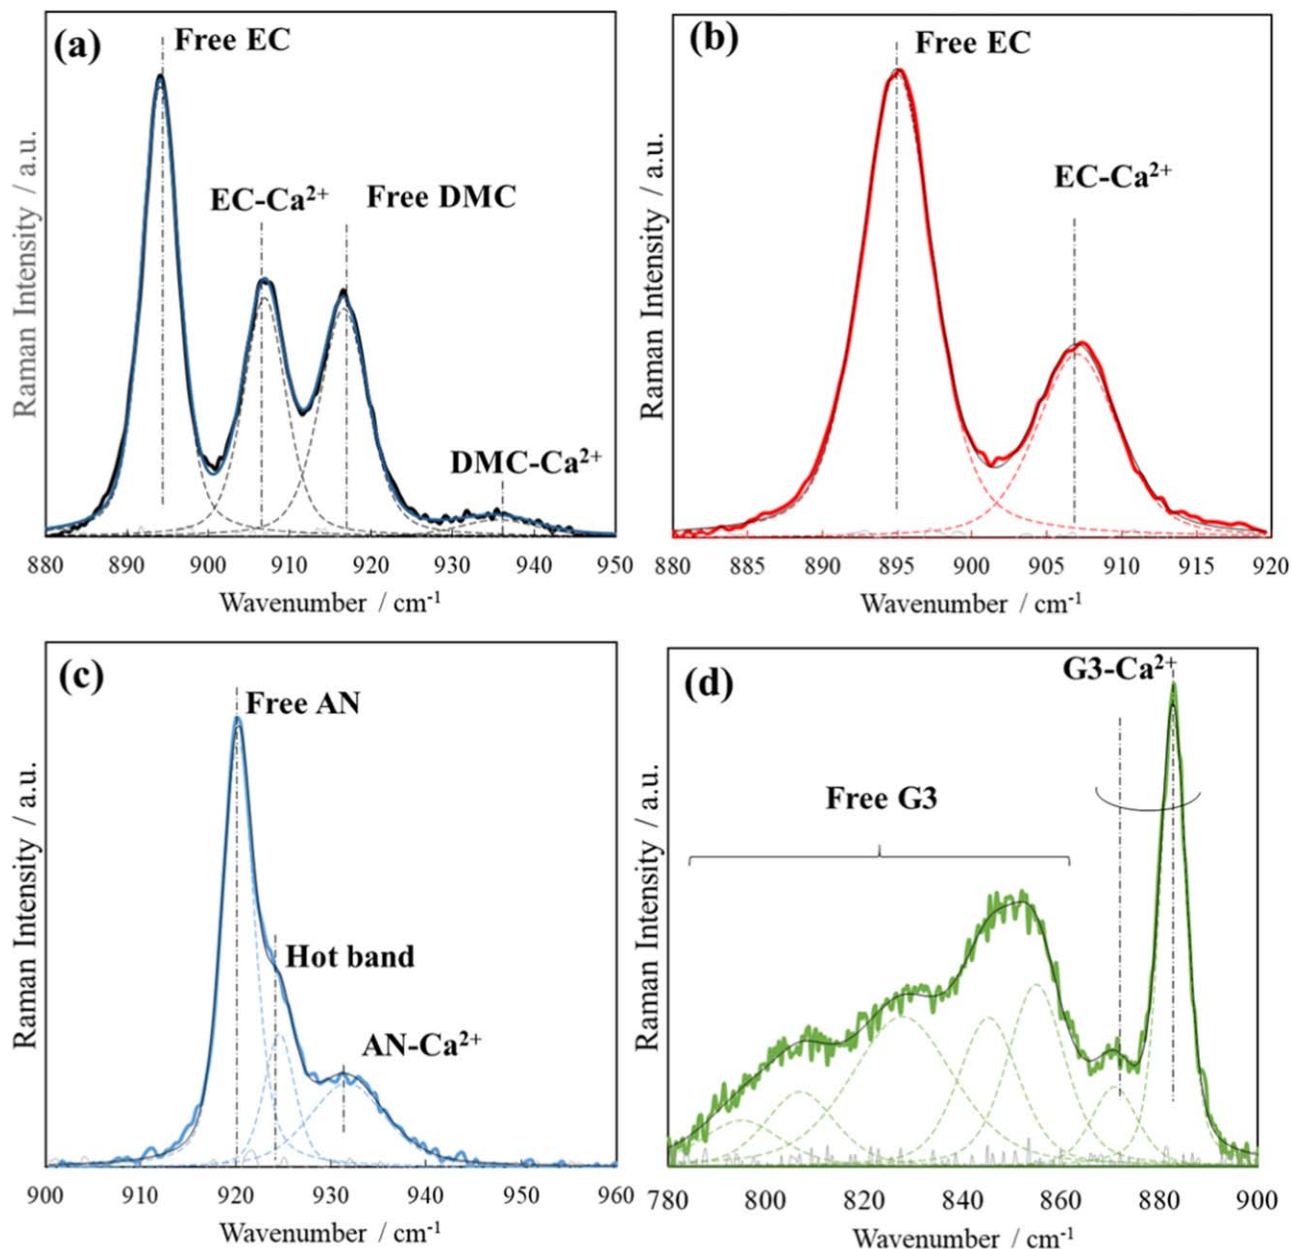 (a)
Free EC
EC-Ca²⁺
Free DMC
DMC-Ca²⁺
Raman Intensity / a.u.
880 890 900 910 920 930 940 950
Wavenumber / cm⁻¹
(b)
Free EC
EC-Ca²⁺
Raman Intensity / a.u.
880 885 890 895 900 905 910 915 920
Wavenumber / cm⁻¹
(c)
Free AN
Hot band
AN-Ca²⁺
Raman Intensity / a.u.
900 910 920 930 940 950 960
Wavenumber / cm⁻¹
(d)
G3-Ca²⁺
Free G3
Raman Intensity / a.u.
780 800 820 840 860 880 900
Wavenumber / cm⁻¹